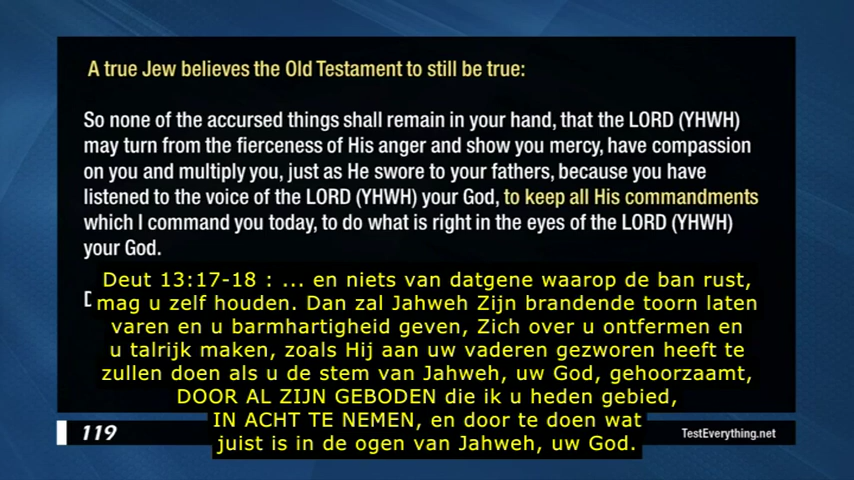 A true Jew believes the Old Testament to still be true:
So none of the accursed things shall remain in your hand, that the LORD (YHWH)
may turn from the fierceness of His anger and show you mercy, have compassion
on you and multiply you, just as He swore to your fathers, because you have
listened to the voice of the LORD (YHWH) your God, to keep all His commandments
which I command you today, to do what is right in the eyes of the LORD (YHWH)
your God.
Deut 13:17-18 : ... en niets van datgene waarop de ban rust,
mag u zelf houden. Dan zal Jahweh Zijn brandende toorn laten
varen en u barmhartigheid geven, Zich over u ontfermen en
u talrijk maken, zoals Hij aan uw vaderen gezworen heeft te
zullen doen als u de stem van Jahweh, uw God, gehoorzaamt,
DOOR AL ZIJN GEBODEN die ik u heden gebied,
IN ACHT TE NEMEN, en door te doen wat
juist is in de ogen van Jahweh, uw God.
119
TestEverything.net